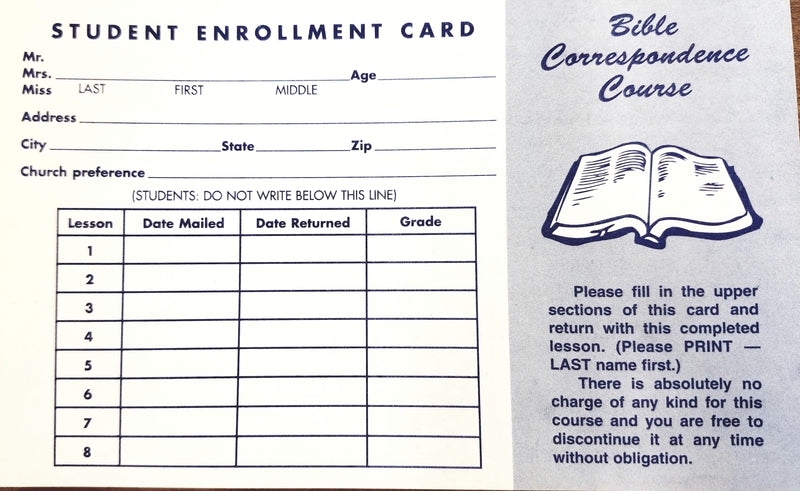 STUDENT ENROLLMENT CARD
Mr.
Mrs. Age
Miss LAST FIRST MIDDLE
Address
City State Zip
Church preference
(STUDENTS: DO NOT WRITE BELOW THIS LINE)
Lesson Date Mailed Date Returned Grade
1
2
3
4
5
6
7
8
Bible
Correspondence
Course
Please fill in the upper
sections of this card and
return with this completed
lesson. (Please PRINT —
LAST name first.)
There is absolutely no
charge of any kind for this
course and you are free to
discontinue it at any time
without obligation.